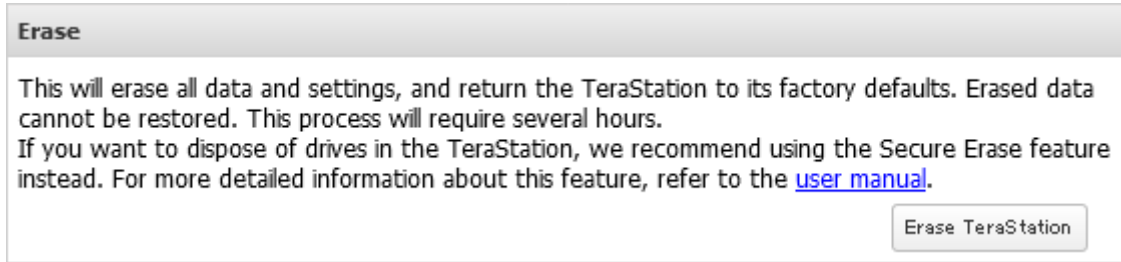 Erase
This will erase all data and settings, and return the TeraStation to its factory defaults. Erased data
cannot be restored. This process will require several hours.
If you want to dispose of drives in the TeraStation, we recommend using the Secure Erase feature
instead. For more detailed information about this feature, refer to the user manual.
Erase TeraStation